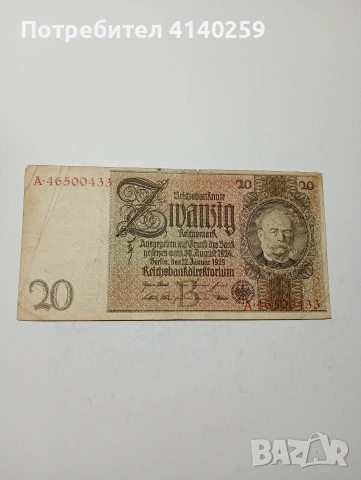 Потребител 4140259
A·46500433
Reichsbanknote
20
20
Zwanzig
Reichsmark
Ausgegeben auf Grund des Bank
gesetzes vom 30. August 1924
Berlin, den 22. Januar 1929
Reichsbankdirektorium
20
B
A·46500433
BAZAR